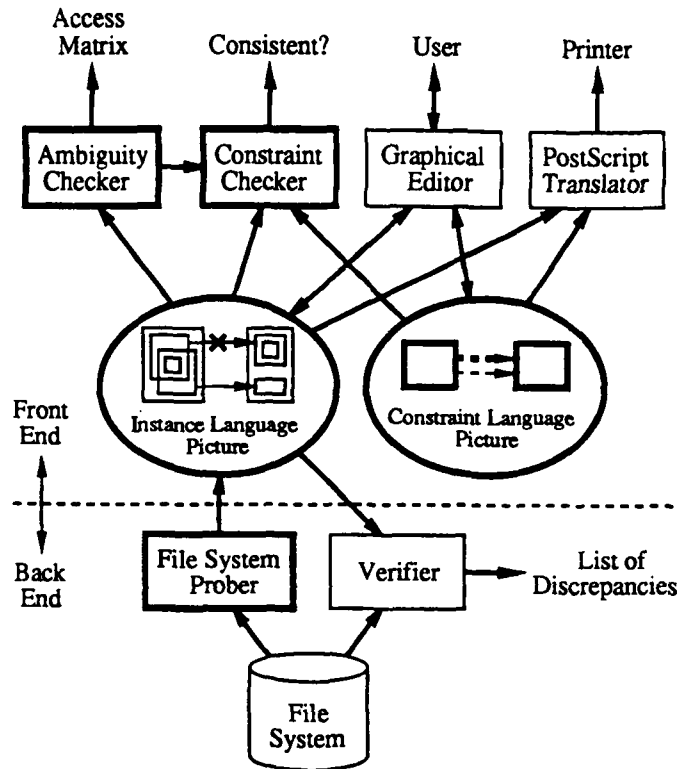 Access
Matrix
Consistent?
User
Printer
Ambiguity
Checker
Constraint
Checker
Graphical
Editor
PostScript
Translator
Instance Language
Picture
Constraint Language
Picture
Front
End
Back
End
File System
Prober
Verifier
List of
Discrepancies
File
System